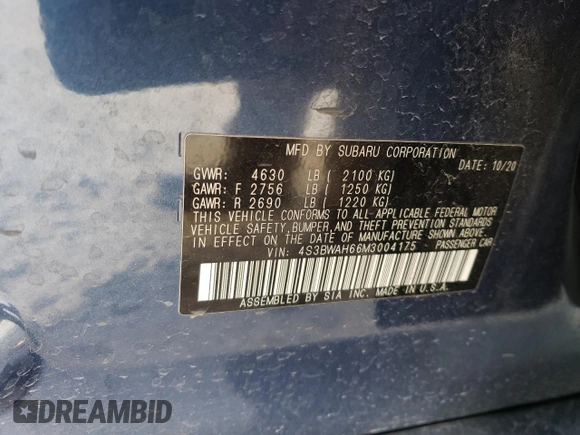 MFD BY SUBARU CORPORATION
DATE: 10/20
GVWR: 4630 LB ( 2100 KG)
GAWR: F 2756 LB ( 1250 KG)
GAWR: R 2690 LB ( 1220 KG)
THIS VEHICLE CONFORMS TO ALL APPLICABLE FEDERAL MOTOR
VEHICLE SAFETY, BUMPER, AND THEFT PREVENTION STANDARDS
IN EFFECT ON THE DATE OF MANUFACTURE SHOWN ABOVE.
VIN: 4S3BWAH66M3004175 PASSENGER CAR
ASSEMBLED BY SIA INC. MADE IN U.S.A.
DREAMBID